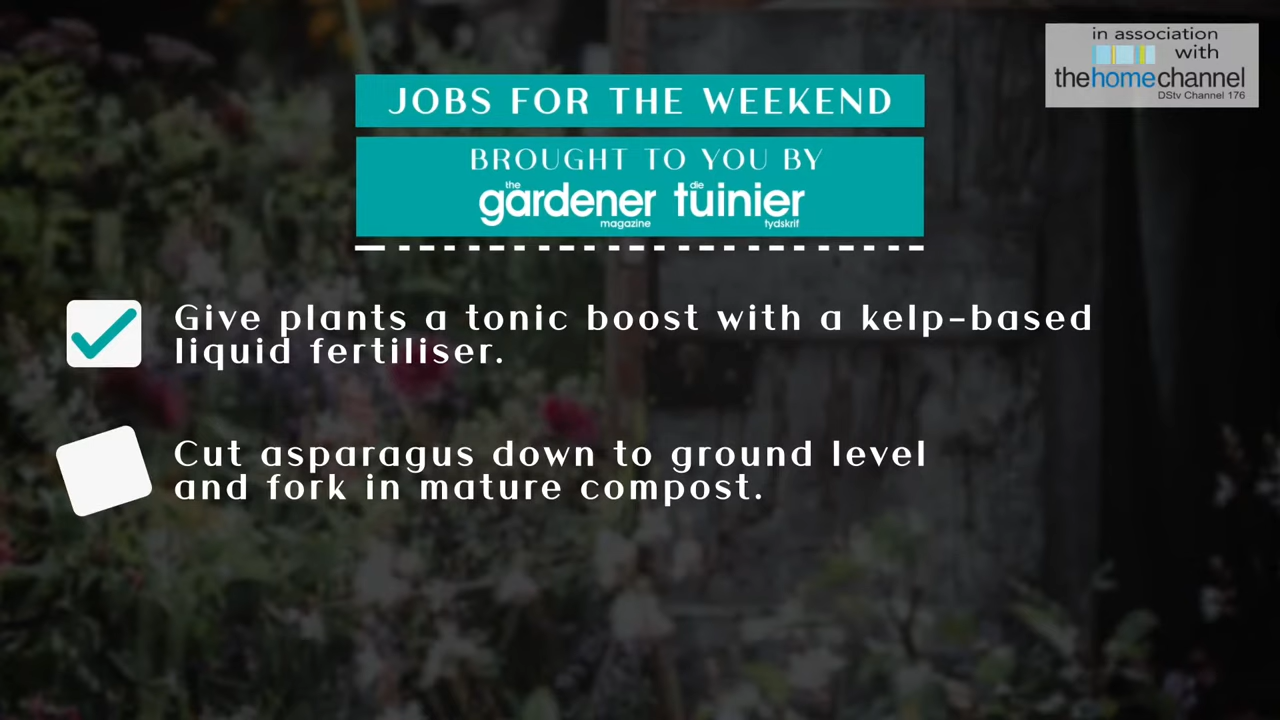 in association
with
thehomechannel
DStv Channel 176
JOBS FOR THE WEEKEND
BROUGHT TO YOU BY
the gardener magazine
die tuinier tydskrif
Give plants a tonic boost with a kelp-based
liquid fertiliser.
Cut asparagus down to ground level
and fork in mature compost.